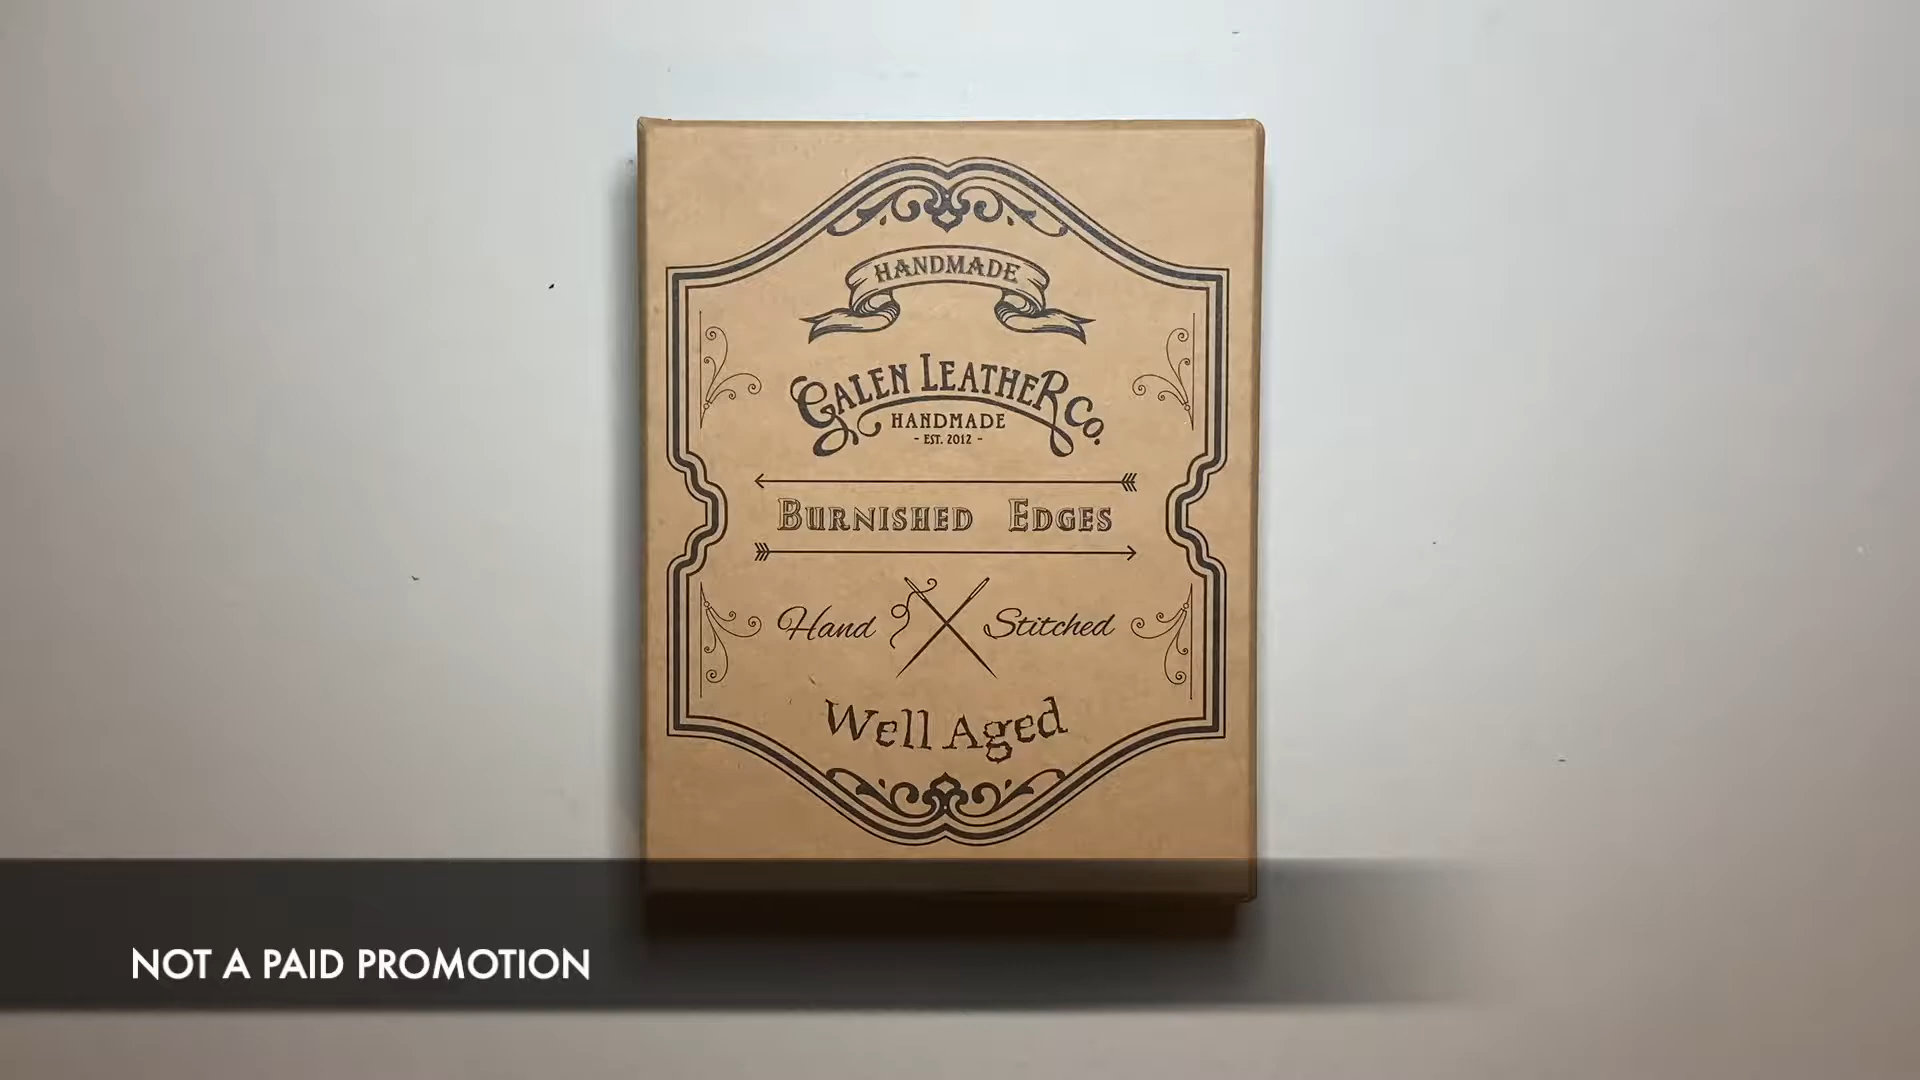 HANDMADE
GALEN LEATHER Co.
HANDMADE
- EST. 2012 -
BURNISHED EDGES
Hand Stitched
Well Aged
NOT A PAID PROMOTION